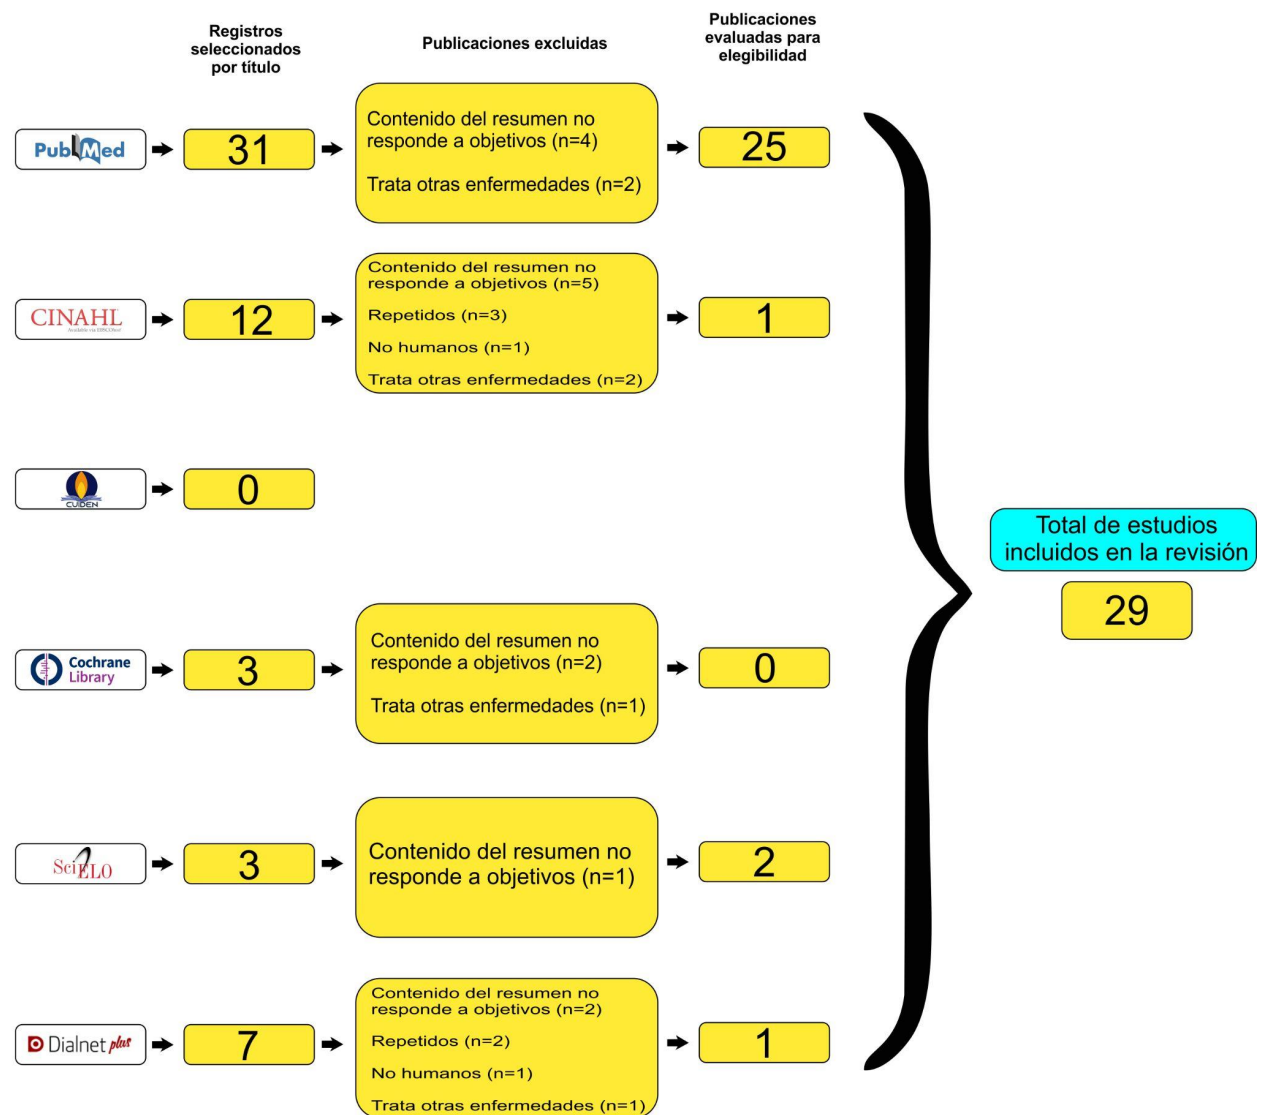 Registros
seleccionados
por título
Publicaciones excluidas
Publicaciones
evaluadas para
elegibilidad
PubMed
31
Contenido del resumen no
responde a objetivos (n=4)
Trata otras enfermedades (n=2)
25
CINAHL
12
Contenido del resumen no
responde a objetivos (n=5)
Repetidos (n=3)
No humanos (n=1)
Trata otras enfermedades (n=2)
1
CUIDEN
0
Total de estudios
incluidos en la revisión
29
Cochrane
Library
3
Contenido del resumen no
responde a objetivos (n=2)
Trata otras enfermedades (n=1)
0
SciELO
3
Contenido del resumen no
responde a objetivos (n=1)
2
Dialnet plus
7
Contenido del resumen no
responde a objetivos (n=2)
Repetidos (n=2)
No humanos (n=1)
Trata otras enfermedades (n=1)
1